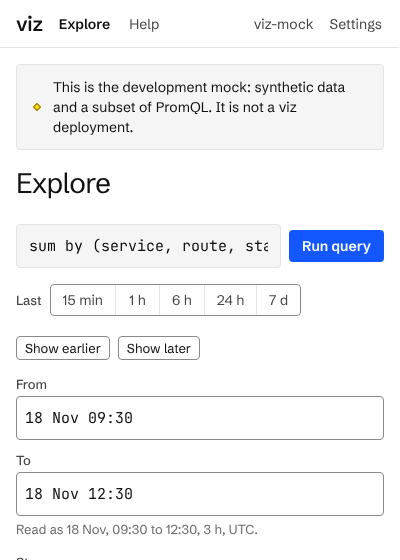 viz Explore Help viz-mock Settings
This is the development mock: synthetic data
and a subset of PromQL. It is not a viz
deployment.
Explore
sum by (service, route, sta
Run query
Last 15 min 1 h 6 h 24 h 7 d
Show earlier Show later
From
18 Nov 09:30
To
18 Nov 12:30
Read as 18 Nov, 09:30 to 12:30, 3 h, UTC.